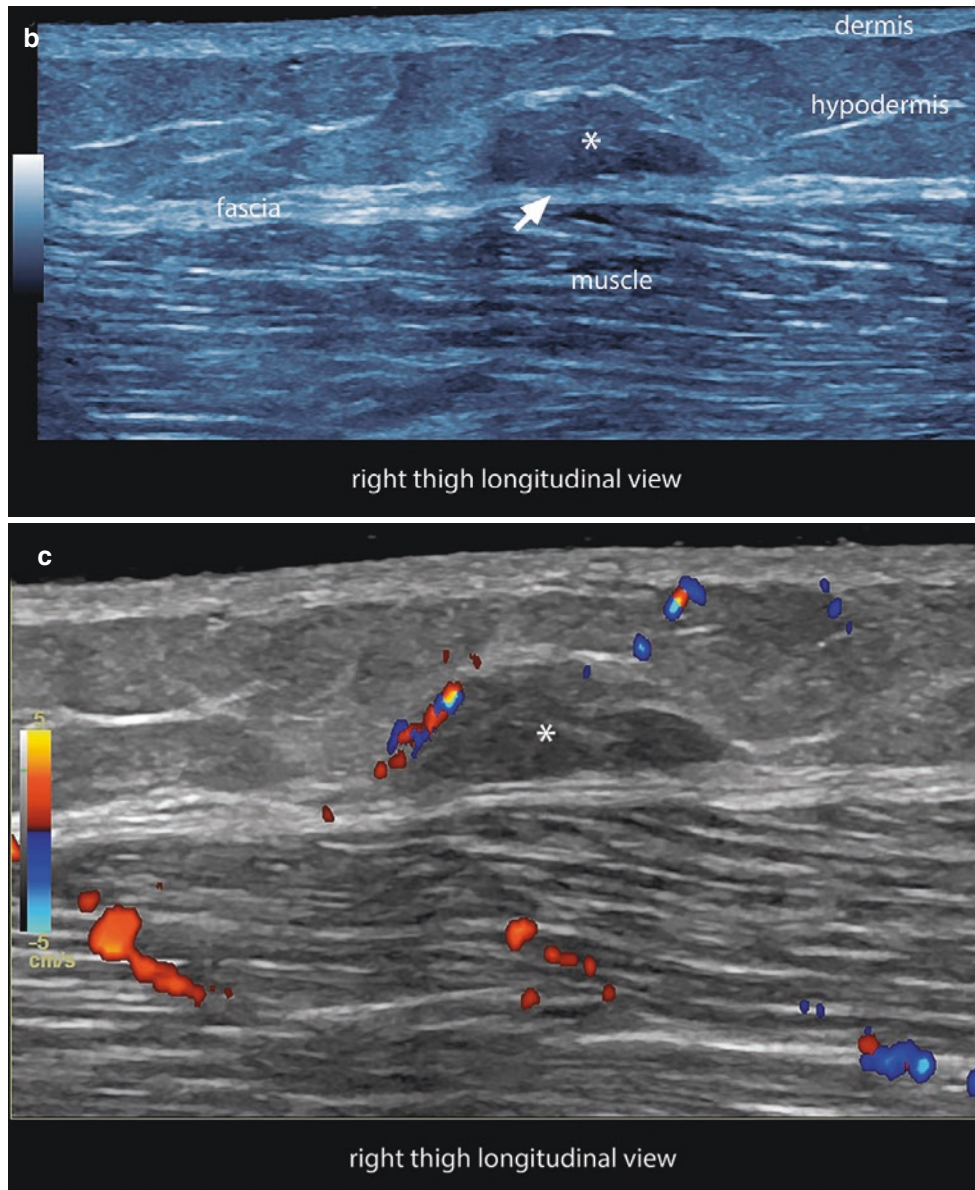 b
dermis
hypodermis
*
fascia
muscle
right thigh longitudinal view
c
*
5
-5
cm/s
right thigh longitudinal view